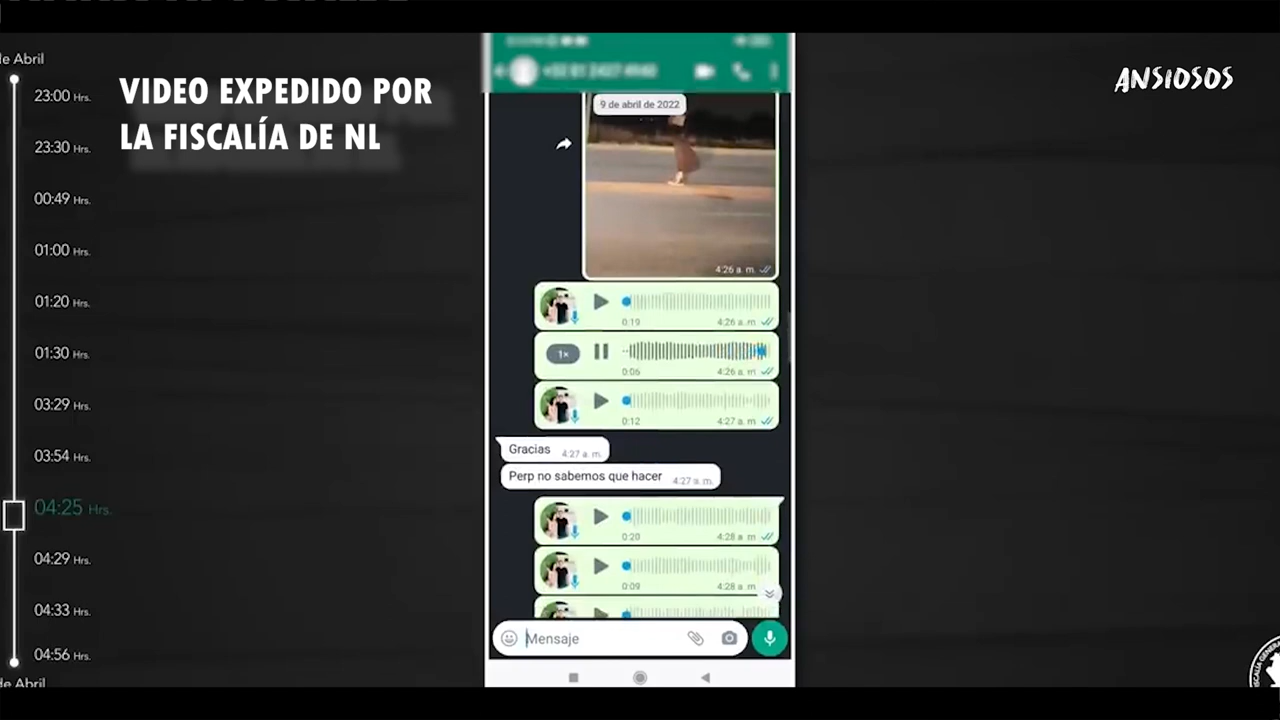 de Abril
23:00 Hrs.
23:30 Hrs.
00:49 Hrs.
01:00 Hrs.
01:20 Hrs.
01:30 Hrs.
03:29 Hrs.
03:54 Hrs.
04:25 Hrs.
04:29 Hrs.
04:33 Hrs.
04:56 Hrs.
de Abril
VIDEO EXPEDIDO POR
LA FISCALÍA DE NL
9 de abril de 2022
4:26 a. m.
0:19 4:26 a. m.
1×
0:06 4:26 a. m.
0:12 4:27 a. m.
Gracias 4:27 a. m.
Perp no sabemos que hacer 4:27 a. m.
0:20 4:28 a. m.
0:09 4:28 a. m.
Mensaje
ANSIOSOS